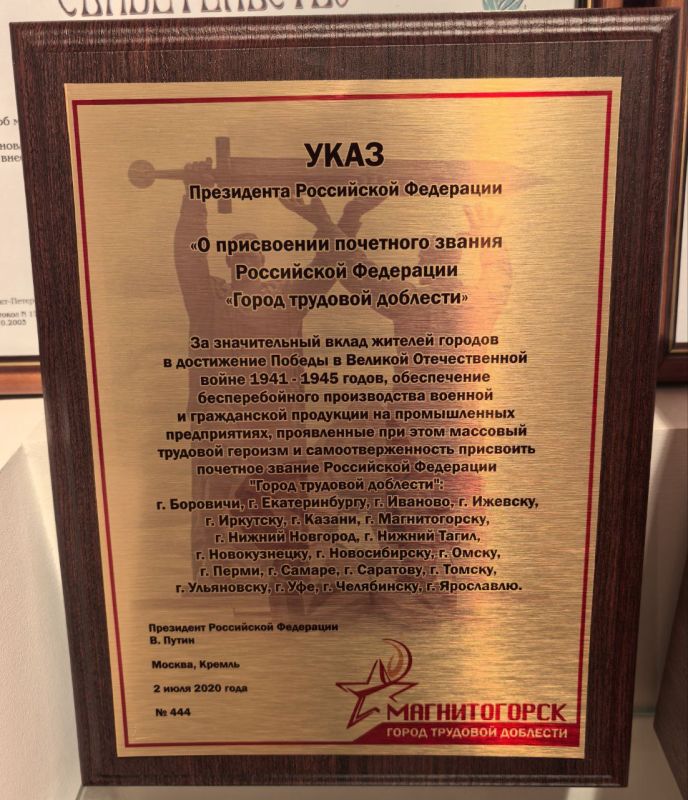 СВИДЕТЕЛЬСТВО
об
внес
УКАЗ
Президента Российской Федерации
«О присвоении почетного звания
Российской Федерации
«Город трудовой доблести»
За значительный вклад жителей городов
в достижение Победы в Великой Отечественной
войне 1941 - 1945 годов, обеспечение
бесперебойного производства военной
и гражданской продукции на промышленных
предприятиях, проявленные при этом массовый
трудовой героизм и самоотверженность присвоить
почетное звание Российской Федерации
"Город трудовой доблести":
г. Боровичи, г. Екатеринбургу, г. Иваново, г. Ижевску,
г. Иркутску, г. Казани, г. Магнитогорску,
г. Нижний Новгород, г. Нижний Тагил,
г. Новокузнецку, г. Новосибирску, г. Омску,
г. Перми, г. Самаре, г. Саратову, г. Томску,
г. Ульяновску, г. Уфе, г. Челябинску, г. Ярославлю.
Президент Российской Федерации
В. Путин
Москва, Кремль
2 июля 2020 года
№ 444
МАГНИТОГОРСК
ГОРОД ТРУДОВОЙ ДОБЛЕСТИ